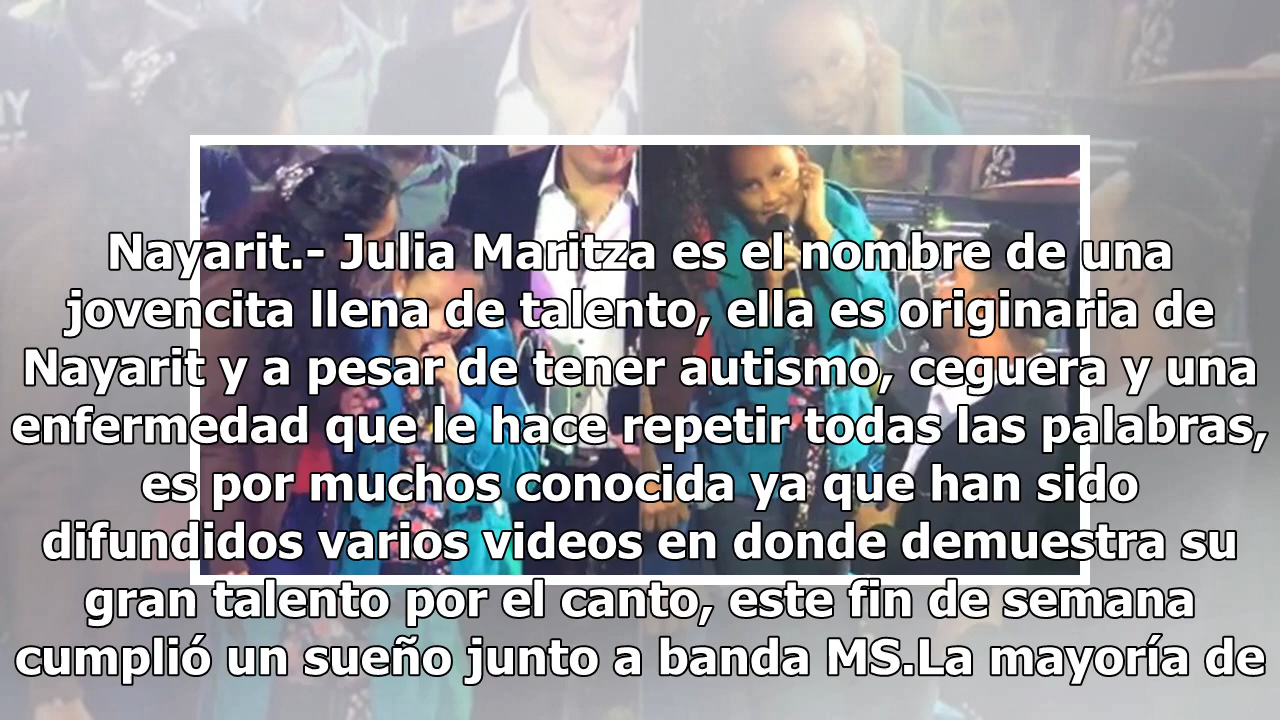 Nayarit.- Julia Maritza es el nombre de una
jovencita llena de talento, ella es originaria de
Nayarit y a pesar de tener autismo, ceguera y una
enfermedad que le hace repetir todas las palabras,
es por muchos conocida ya que han sido
difundidos varios videos en donde demuestra su
gran talento por el canto, este fin de semana
cumplió un sueño junto a banda MS.La mayoría de